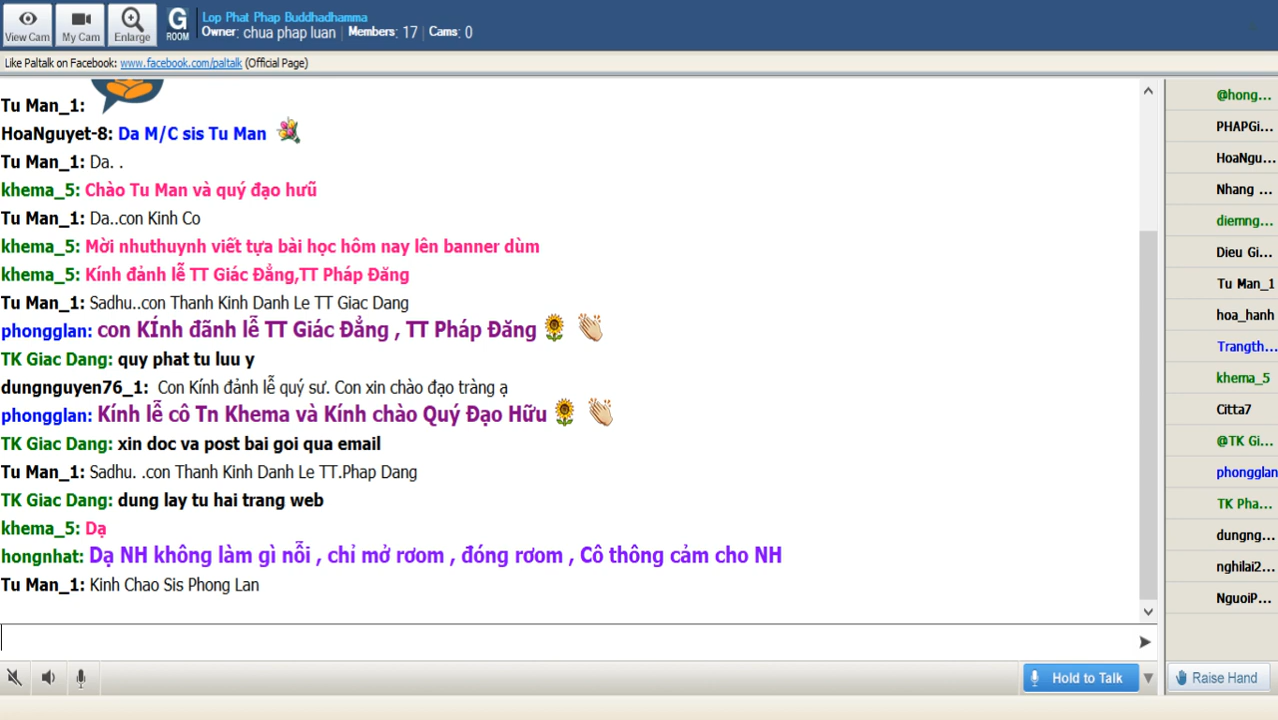 View Cam
My Cam
Enlarge
G
ROOM
Lop Phat Phap Buddhadhamma
Owner: chua phap luan | Members: 17 | Cams: 0
Like Paltalk on Facebook: www.facebook.com/paltalk (Official Page)
Tu Man_1:
HoaNguyet-8: Da M/C sis Tu Man
Tu Man_1: Da. .
khema_5: Chào Tu Man và quý đạo hưũ
Tu Man_1: Da..con Kinh Co
khema_5: Mời nhuthuynh viết tựa bài học hôm nay lên banner dùm
khema_5: Kính đảnh lễ TT Giác Đẳng,TT Pháp Đăng
Tu Man_1: Sadhu..con Thanh Kinh Danh Le TT Giac Dang
phongglan: con KÍnh đãnh lễ TT Giác Đẳng , TT Pháp Đăng
TK Giac Dang: quy phat tu luu y
dungnguyen76_1: Con Kính đảnh lễ quý sư. Con xin chào đạo tràng ạ
phongglan: Kính lễ cô Tn Khema và Kính chào Quý Đạo Hữu
TK Giac Dang: xin doc va post bai goi qua email
Tu Man_1: Sadhu. .con Thanh Kinh Danh Le TT.Phap Dang
TK Giac Dang: dung lay tu hai trang web
khema_5: Dạ
hongnhat: Dạ NH không làm gì nỗi , chỉ mở rơom , đóng rơom , Cô thông cảm cho NH
Tu Man_1: Kinh Chao Sis Phong Lan
@hong...
PHAPGi...
HoaNgu...
Nhang ...
diemng...
Dieu Gi...
Tu Man_1
hoa_hanh
Trangth...
khema_5
Citta7
@TK Gi...
phongglan
TK Pha...
dungng...
nghilai2...
NguoiP...
Hold to Talk
Raise Hand